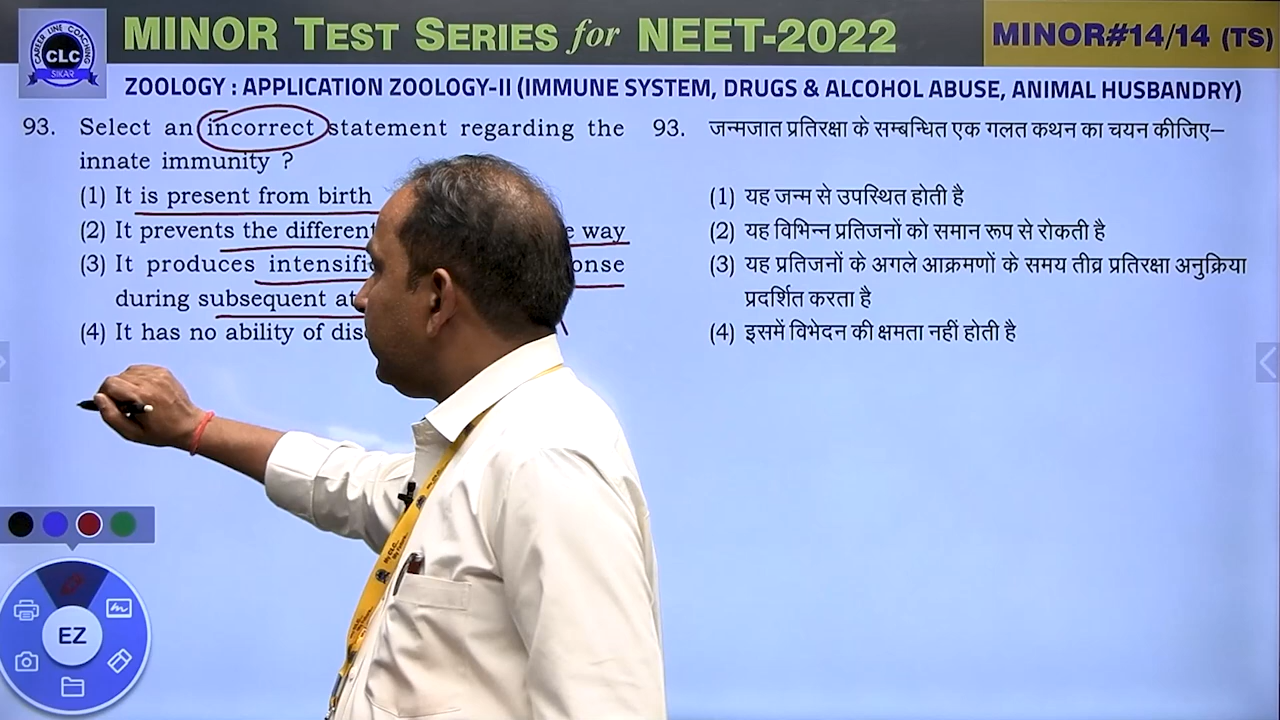 MINOR TEST SERIES for NEET-2022
MINOR#14/14 (TS)
CAREER LINE COACHING
CLC
SIKAR
ZOOLOGY : APPLICATION ZOOLOGY-II (IMMUNE SYSTEM, DRUGS & ALCOHOL ABUSE, ANIMAL HUSBANDRY)
93. Select an incorrect statement regarding the
innate immunity ?
(1) It is present from birth
(2) It prevents the different way
(3) It produces
during subsequent
(4) It has no ability of
93. जन्मजात प्रतिरक्षा के सम्बन्धित एक गलत कथन का चयन कीजिए–
(1) यह जन्म से उपस्थित होती है
(2) यह विभिन्न प्रतिजनों को समान रूप से रोकती है
(3) यह प्रतिजनों के अगले आक्रमणों के समय तीव्र प्रतिरक्षा अनुक्रिया
प्रदर्शित करता है
(4) इसमें विभेदन की क्षमता नहीं होती है
EZ